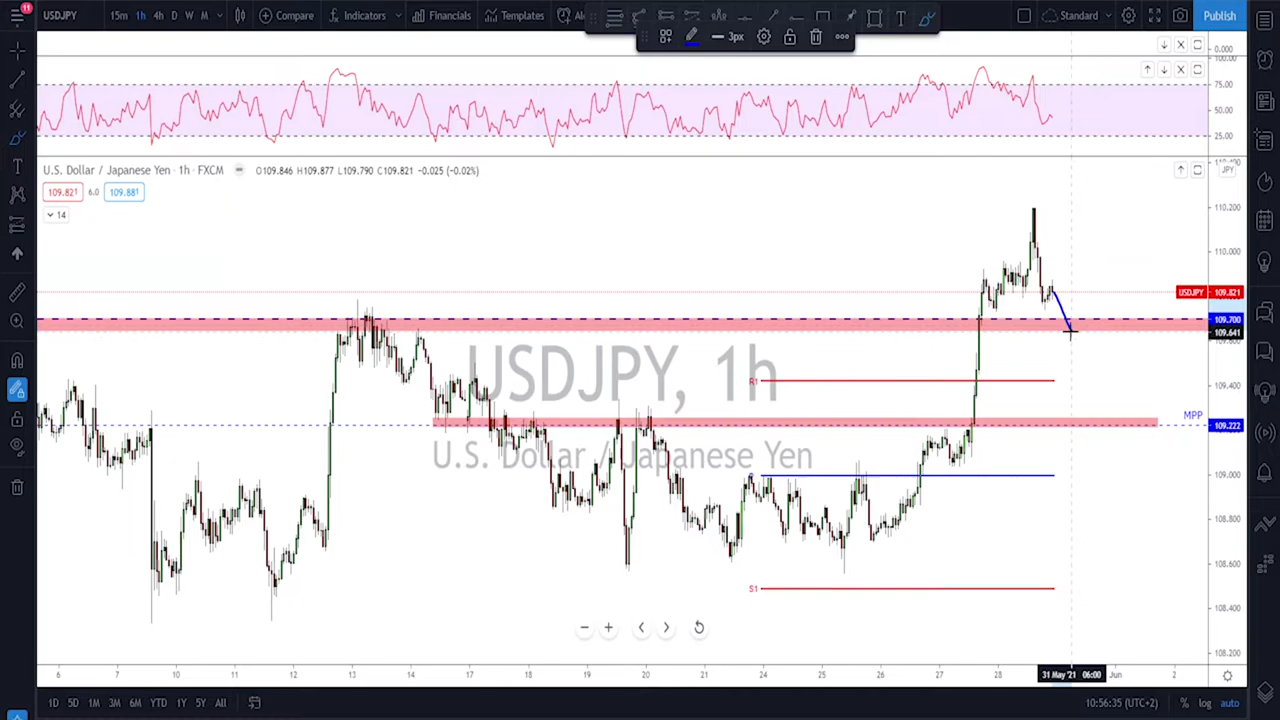 11
USDJPY 15m 1h 4h D W M Compare Indicators Financials Templates Standard Publish
3px
0.000
100.00
75.00
50.00
25.00
U.S. Dollar / Japanese Yen · 1h · FXCM O109.846 H109.877 L109.790 C109.821 −0.025 (−0.02%)
JPY
109.821 6.0 109.881
14
110.200
110.000
USDJPY 109.821
109.700
109.641
USDJPY, 1h
R1
109.400
MPP
109.222
U.S. Dollar / Japanese Yen
109.000
108.800
108.600
S1
108.400
108.200
6 7 10 11 12 13 14 17 18 19 20 21 24 25 26 27 28 31 May '21 06:00 Jun 2
1D 5D 1M 3M 6M YTD 1Y 5Y All 10:56:35 (UTC+2) % log auto